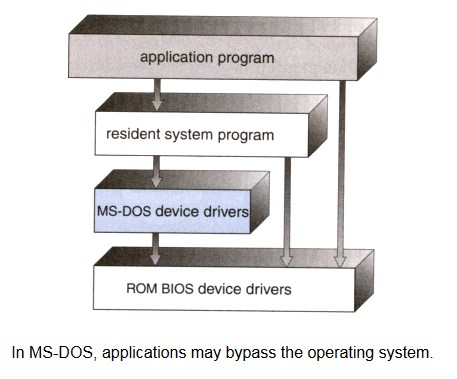 application program
resident system program
MS-DOS device drivers
ROM BIOS device drivers
In MS-DOS, applications may bypass the operating system.